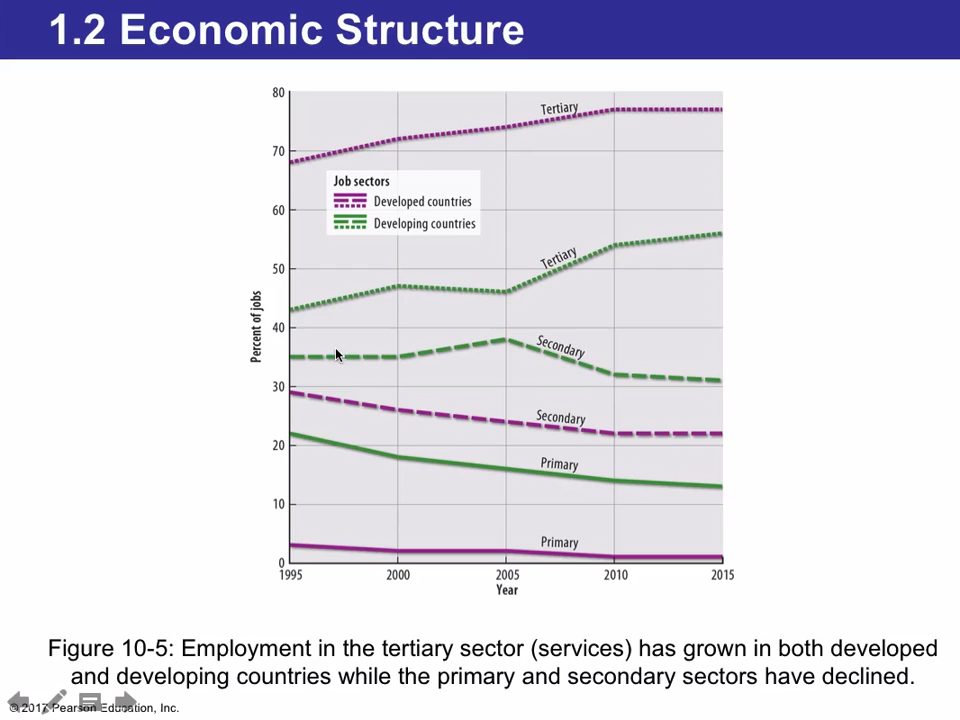 1.2 Economic Structure
80
Tertiary
70
Job sectors
Developed countries
Developing countries
60
50
Tertiary
Percent of jobs
40
Secondary
30
Secondary
20
Primary
10
Primary
0
1995 2000 2005 2010 2015
Year
Figure 10-5: Employment in the tertiary sector (services) has grown in both developed
and developing countries while the primary and secondary sectors have declined.
© 2017 Pearson Education, Inc.